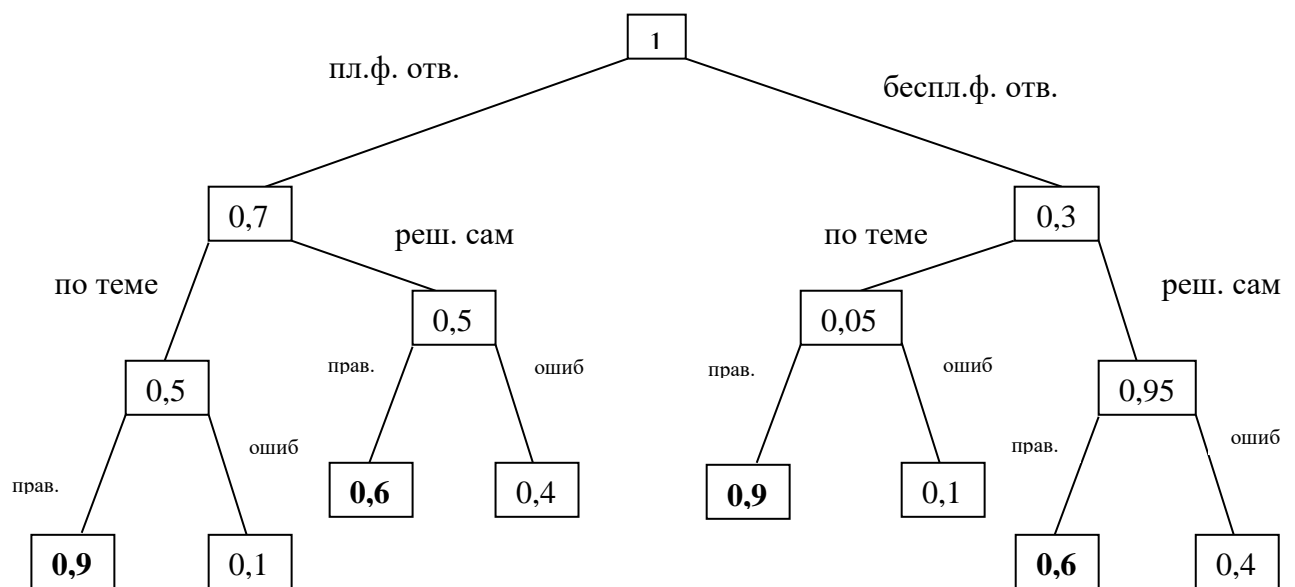 1
пл.ф. отв.
беспл.ф. отв.
0,7
0,3
реш. сам
по теме
по теме
реш. сам
0,5
0,05
прав.
ошиб
прав.
ошиб
0,5
0,95
ошиб
прав.
ошиб
прав.
0,6
0,4
0,9
0,1
0,9
0,1
0,6
0,4